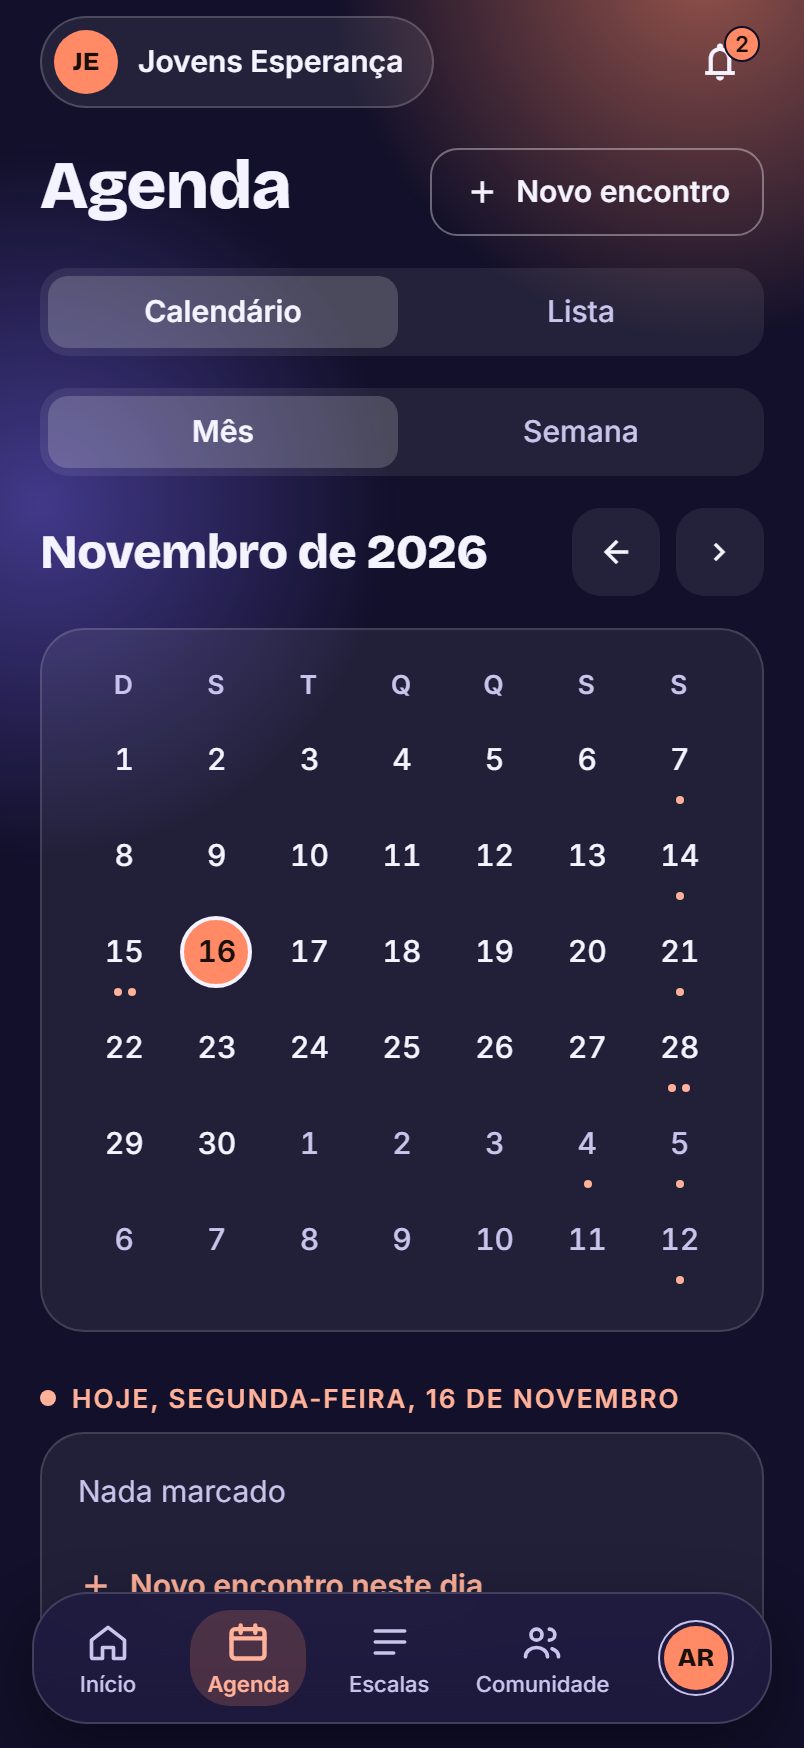 JE Jovens Esperança 2
Agenda + Novo encontro
Calendário Lista
Mês Semana
Novembro de 2026
D S T Q Q S S
1 2 3 4 5 6 7
8 9 10 11 12 13 14
15 16 17 18 19 20 21
22 23 24 25 26 27 28
29 30 1 2 3 4 5
6 7 8 9 10 11 12
HOJE, SEGUNDA-FEIRA, 16 DE NOVEMBRO
Nada marcado
+ Novo encontro neste dia
Início Agenda Escalas Comunidade AR